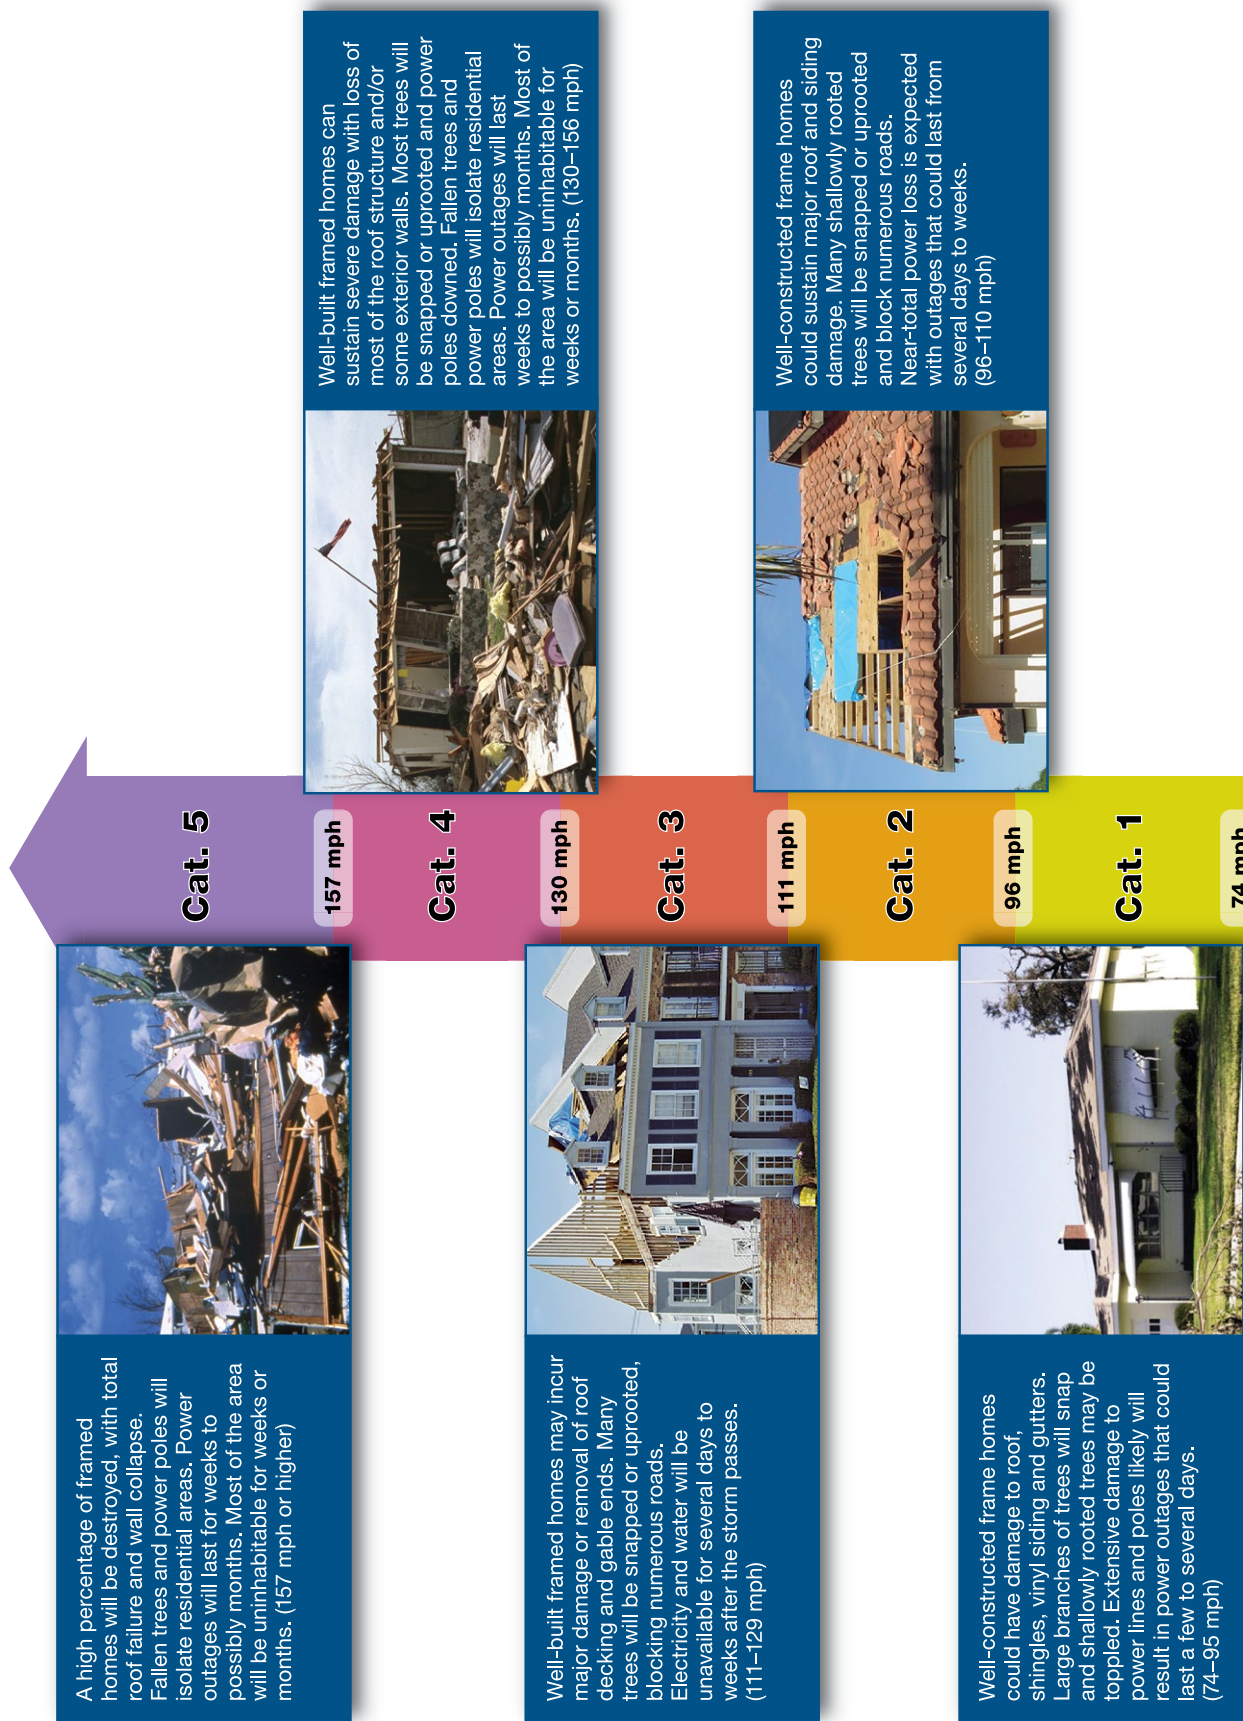 A high percentage of framed
homes will be destroyed, with total
roof failure and wall collapse.
Fallen trees and power poles will
isolate residential areas. Power
outages will last for weeks to
possibly months. Most of the area
will be uninhabitable for weeks or
months. (157 mph or higher)
Cat. 5
157 mph
Well-built framed homes can
sustain severe damage with loss of
most of the roof structure and/or
some exterior walls. Most trees will
be snapped or uprooted and power
poles downed. Fallen trees and
power poles will isolate residential
areas. Power outages will last
weeks to possibly months. Most of
the area will be uninhabitable for
weeks or months. (130–156 mph)
Cat. 4
130 mph
Well-built framed homes may incur
major damage or removal of roof
decking and gable ends. Many
trees will be snapped or uprooted,
blocking numerous roads.
Electricity and water will be
unavailable for several days to
weeks after the storm passes.
(111–129 mph)
Cat. 3
111 mph
Well-constructed frame homes
could sustain major roof and siding
damage. Many shallowly rooted
trees will be snapped or uprooted
and block numerous roads.
Near-total power loss is expected
with outages that could last from
several days to weeks.
(96–110 mph)
Cat. 2
96 mph
Well-constructed frame homes
could have damage to roof,
shingles, vinyl siding and gutters.
Large branches of trees will snap
and shallowly rooted trees may be
toppled. Extensive damage to
power lines and poles likely will
result in power outages that could
last a few to several days.
(74–95 mph)
Cat. 1
74 mph